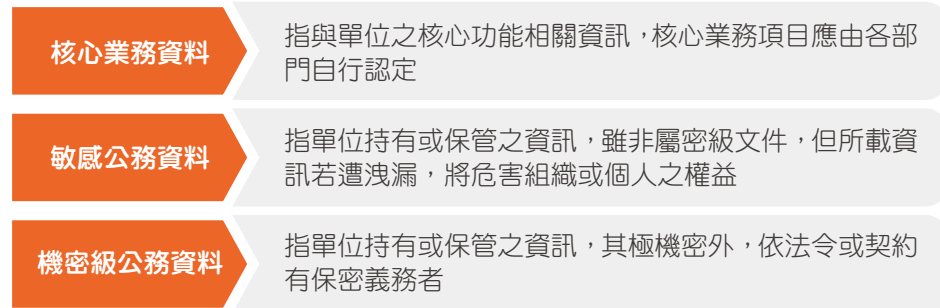 核心業務資料
指與單位之核心功能相關資訊，核心業務項目應由各部
門自行認定
敏感公務資料
指單位持有或保管之資訊，雖非屬密級文件，但所載資
訊若遭洩漏，將危害組織或個人之權益
機密級公務資料
指單位持有或保管之資訊，其極機密外，依法令或契約
有保密義務者